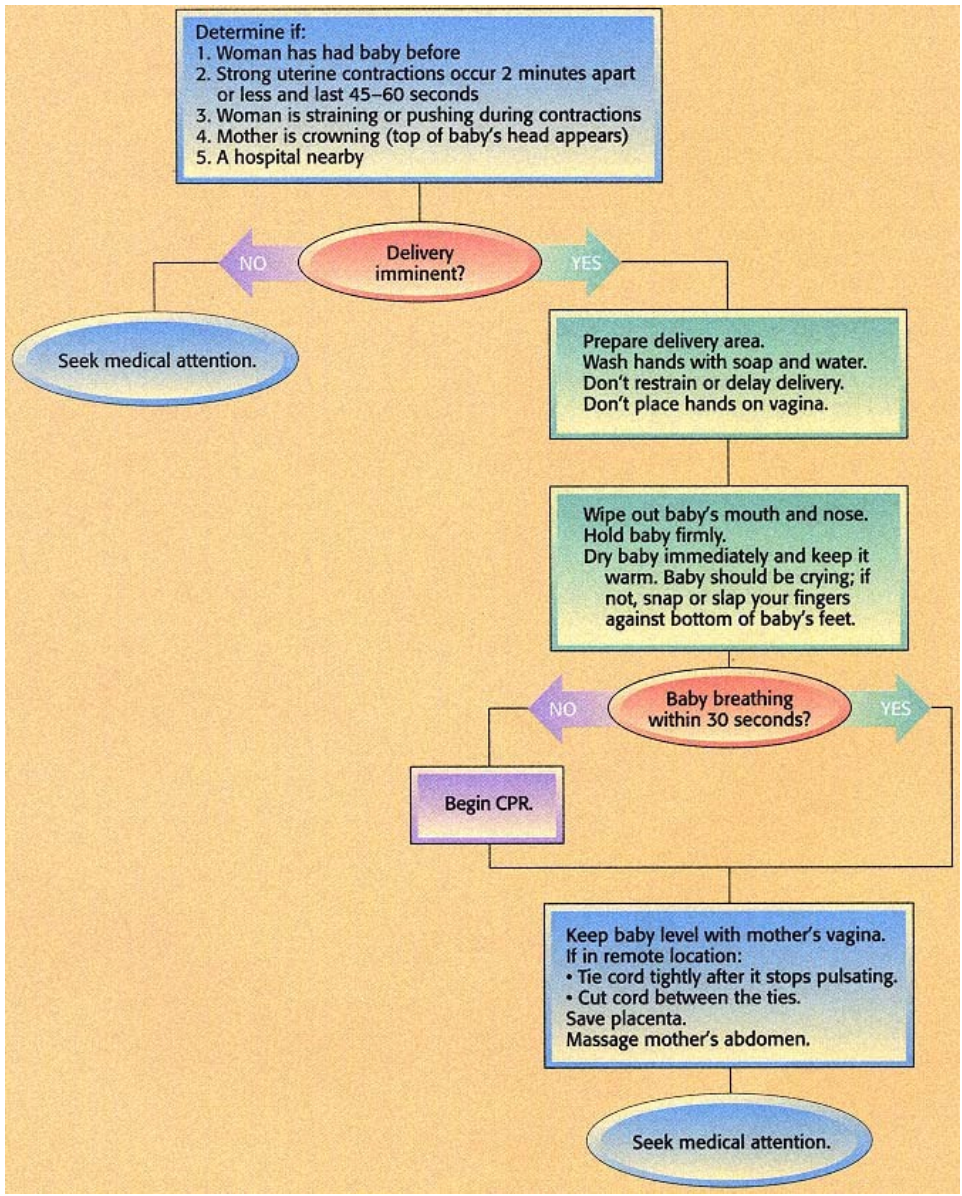 Determine if:
1. Woman has had baby before
2. Strong uterine contractions occur 2 minutes apart
or less and last 45–60 seconds
3. Woman is straining or pushing during contractions
4. Mother is crowning (top of baby's head appears)
5. A hospital nearby
NO
Delivery
imminent?
YES
Seek medical attention.
Prepare delivery area.
Wash hands with soap and water.
Don't restrain or delay delivery.
Don't place hands on vagina.
Wipe out baby's mouth and nose.
Hold baby firmly.
Dry baby immediately and keep it
warm. Baby should be crying; if
not, snap or slap your fingers
against bottom of baby's feet.
NO
Baby breathing
within 30 seconds?
YES
Begin CPR.
Keep baby level with mother's vagina.
If in remote location:
• Tie cord tightly after it stops pulsating.
• Cut cord between the ties.
Save placenta.
Massage mother's abdomen.
Seek medical attention.